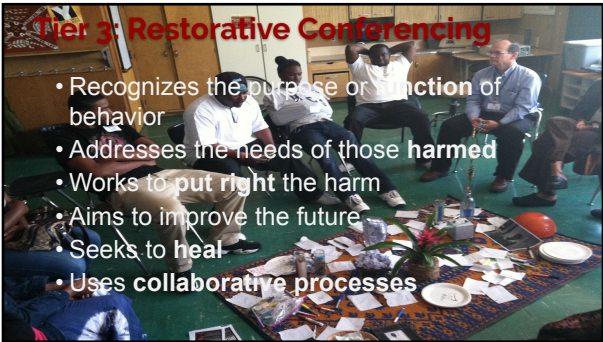 Tier 3: Restorative Conferencing
• Recognizes the purpose or function of
behavior
• Addresses the needs of those harmed
• Works to put right the harm
• Aims to improve the future
• Seeks to heal
• Uses collaborative processes